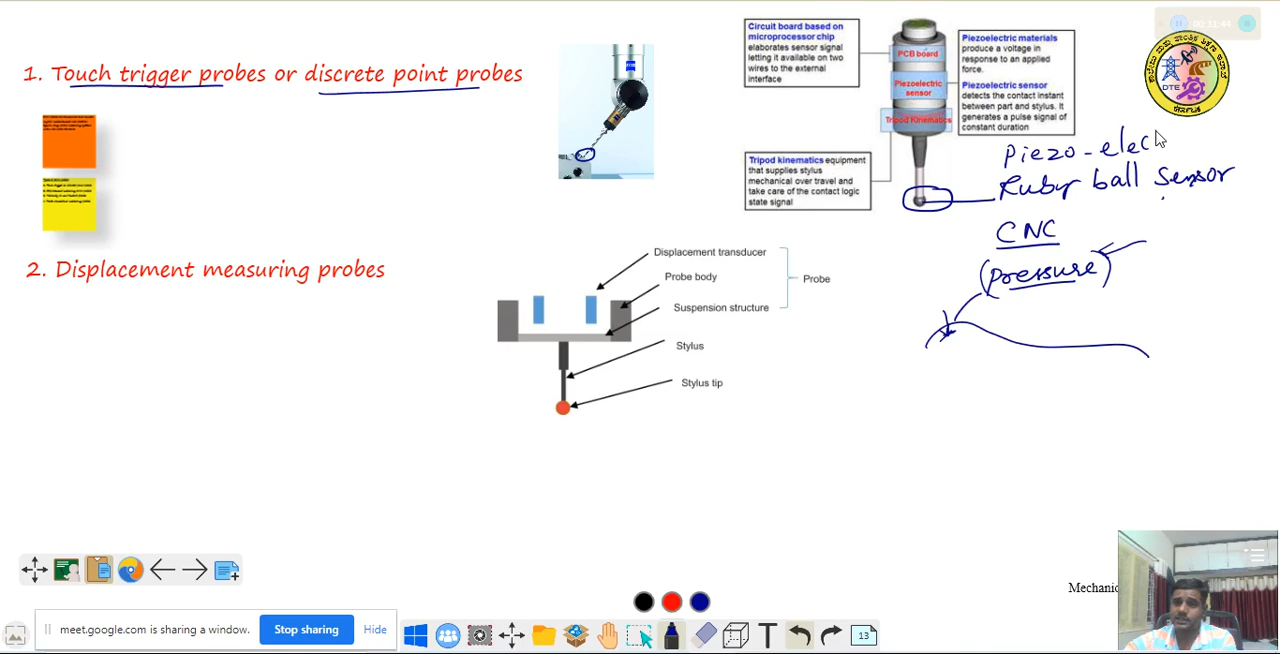 00:31:44
1. Touch trigger probes or discrete point probes
2. Displacement measuring probes
Circuit board based on
microprocessor chip
elaborates sensor signal
letting it available on two
wires to the external
interface
PCB board
Piezoelectric
sensor
Tripod Kinematics
Piezoelectric materials
produce a voltage in
response to an applied
force.
Piezoelectric sensor
detects the contact instant
between part and stylus. It
generates a pulse signal of
constant duration
Tripod kinematics equipment
that supplies stylus
mechanical over travel and
take care of the contact logic
state signal
DTE
Piezo-elec
Ruby ball sensor
CNC
(Pressure)
Displacement transducer
Probe body
Probe
Suspension structure
Stylus
Stylus tip
Mechanic
meet.google.com is sharing a window.
Stop sharing
Hide
13